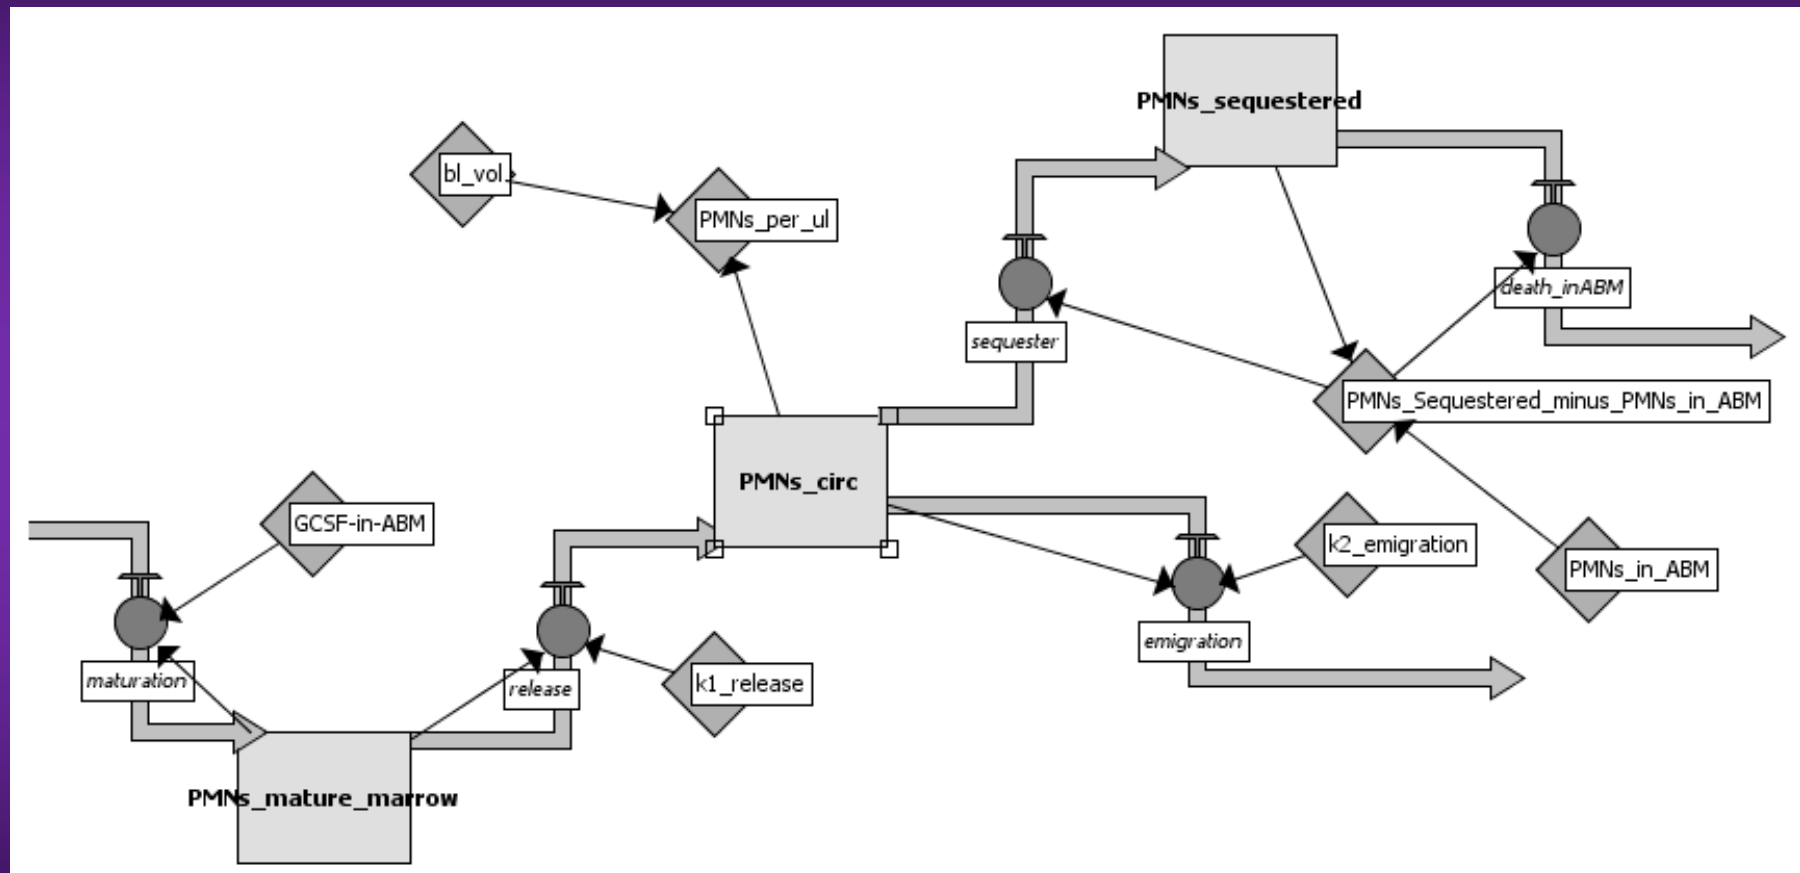 PMNs_sequestered
bl_vol
PMNs_per_ul
death_inABM
sequester
PMNs_Sequestered_minus_PMNs_in_ABM
PMNs_circ
GCSF-in-ABM
k2_emigration
PMNs_in_ABM
emigration
maturation
release
k1_release
PMNs_mature_marrow